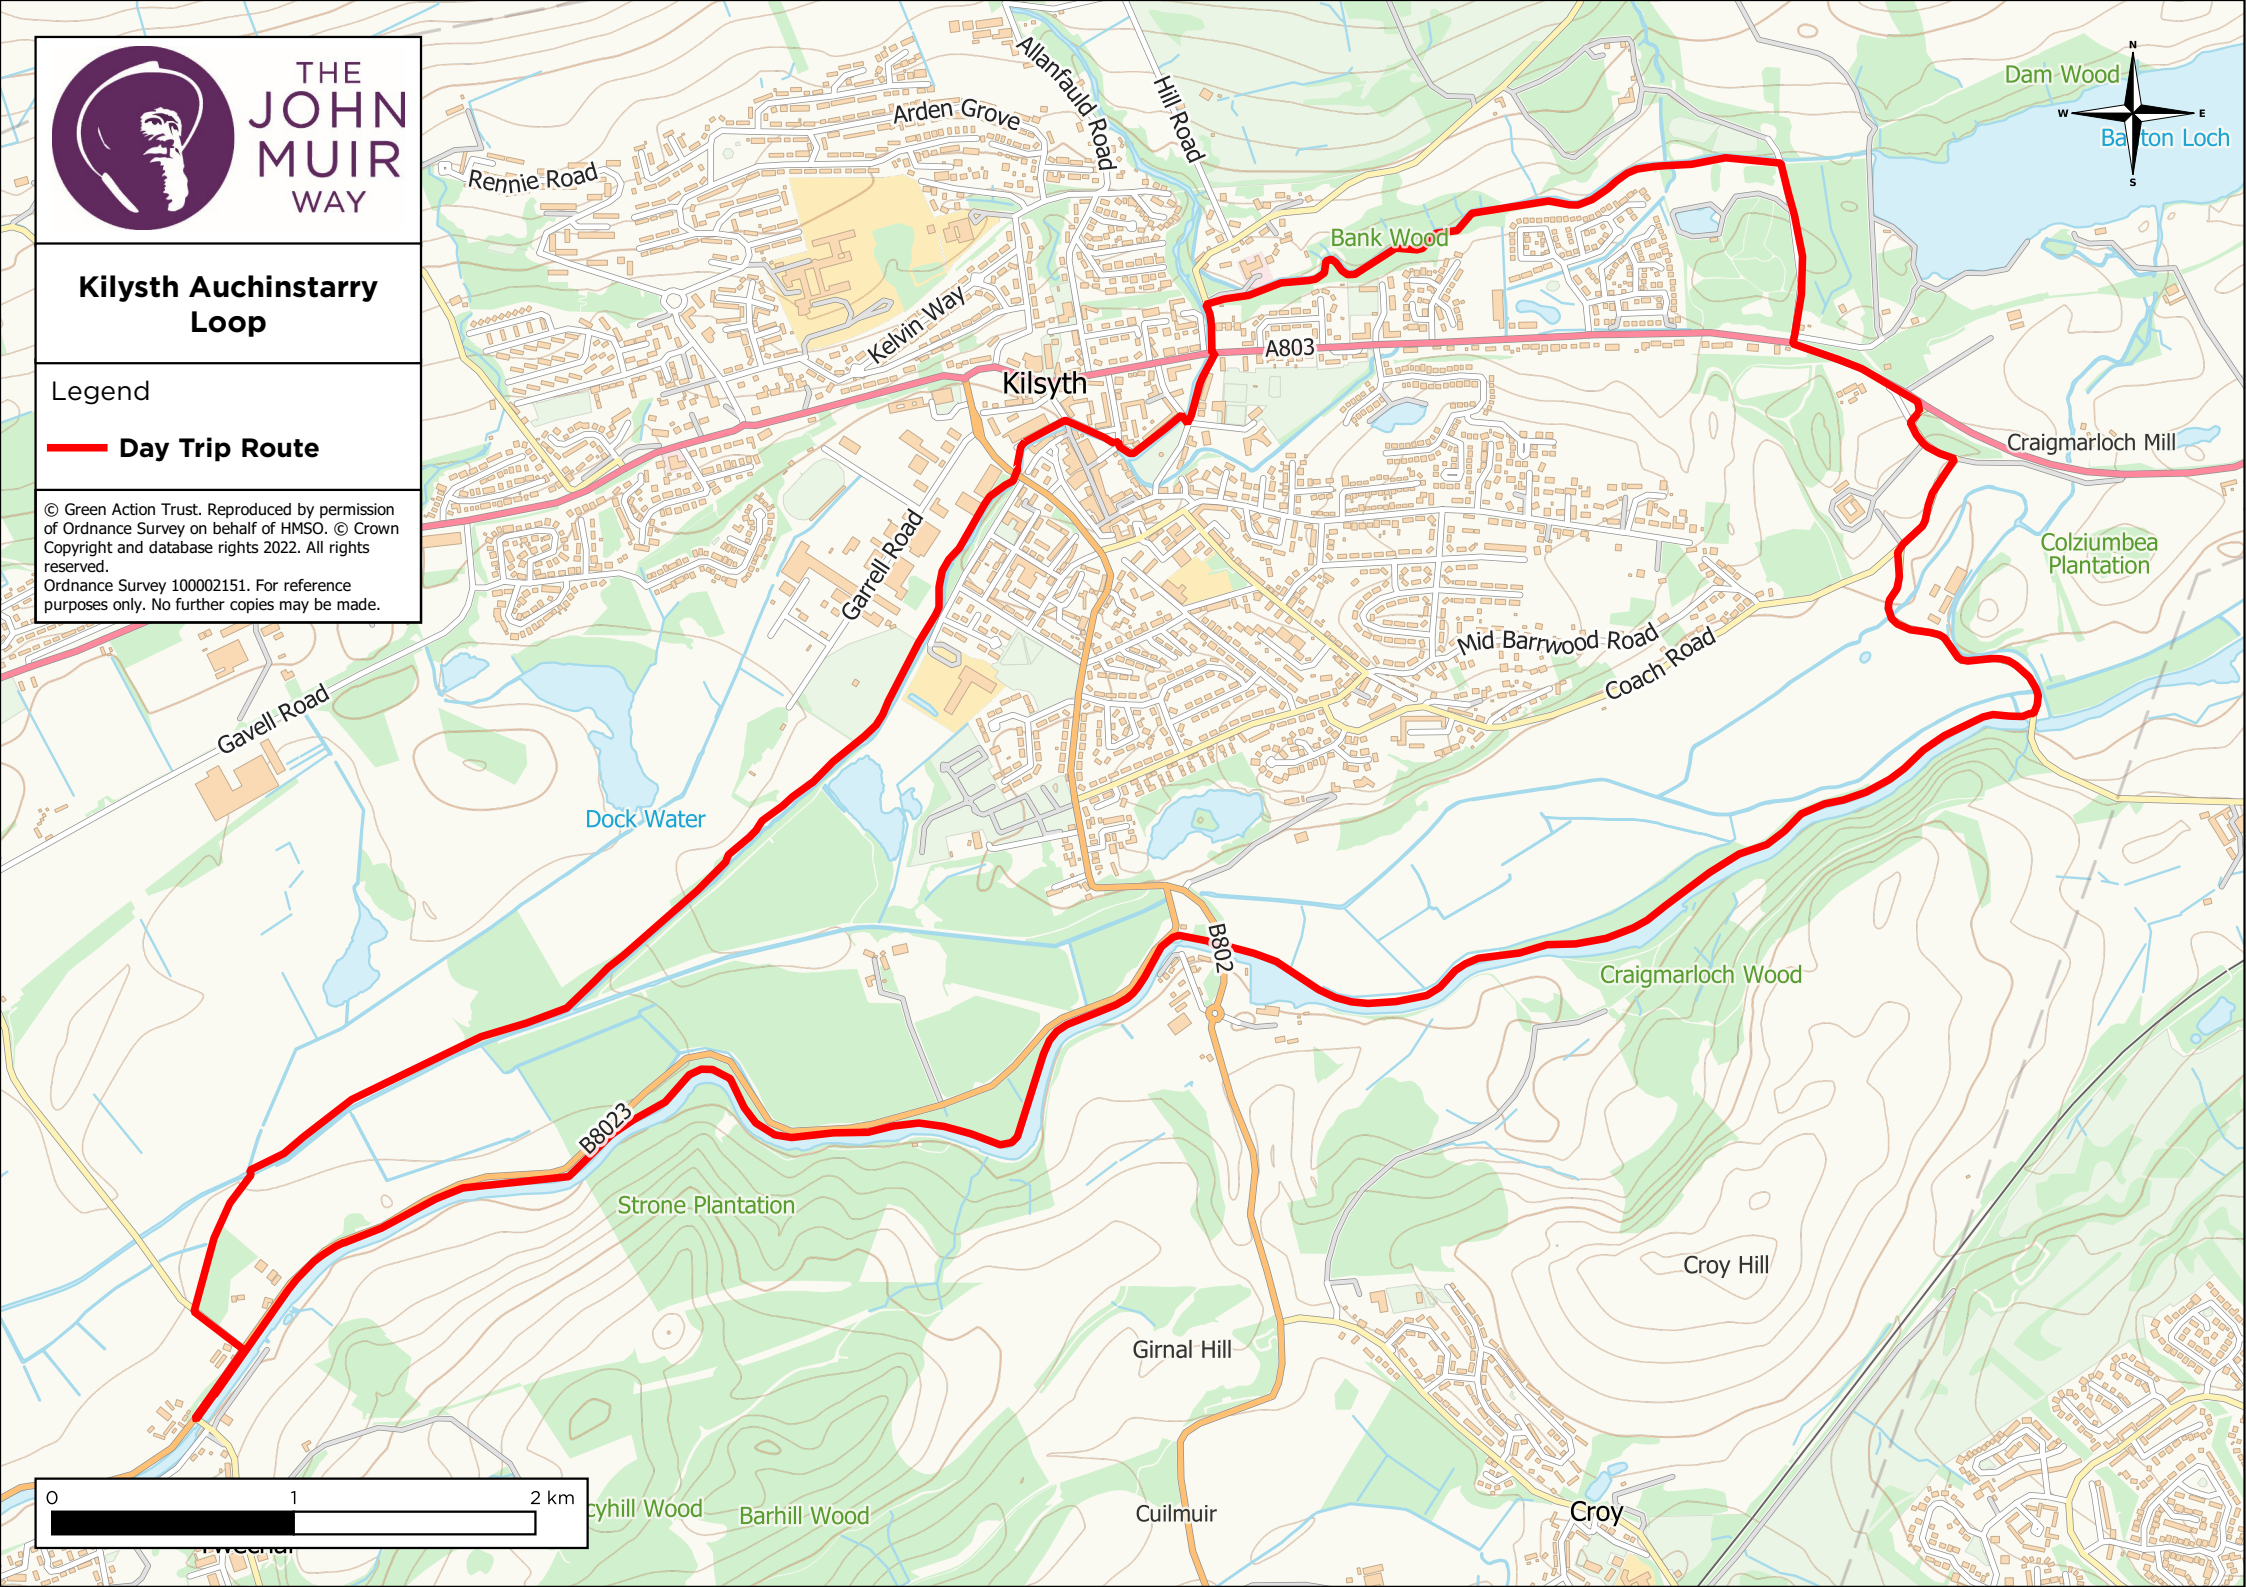 THE
JOHN
MUIR
WAY
Kilysth Auchinstarry
Loop
Legend
Day Trip Route
© Green Action Trust. Reproduced by permission
of Ordnance Survey on behalf of HMSO. © Crown
Copyright and database rights 2022. All rights
reserved.
Ordnance Survey 100002151. For reference
purposes only. No further copies may be made.
Allanfauld Road
Hill Road
Arden Grove
Rennie Road
Dam Wood
N
W
E
S
Loch
Bank Wood
Kelvin Way
A803
Kilsyth
Craigmarloch Mill
Garrell Road
Colziumbea
Plantation
Mid Barrwood Road
Coach Road
Gavell Road
Dock Water
B802
Craigmarloch Wood
B8023
Strone Plantation
Croy Hill
Girnal Hill
0
1
2 km
cyhill Wood
Barhill Wood
Cuilmuir
Croy